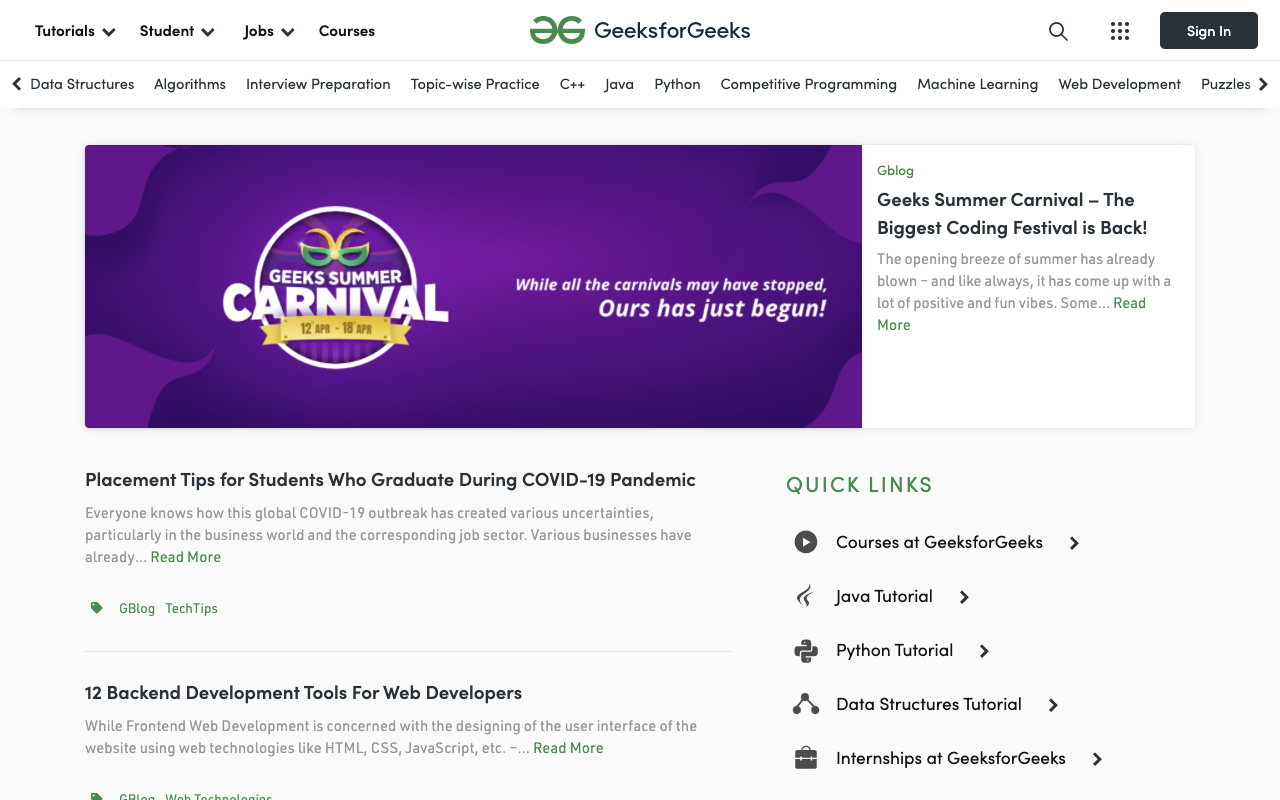 Tutorials Student Jobs Courses GeeksforGeeks Sign In
Data Structures Algorithms Interview Preparation Topic-wise Practice C++ Java Python Competitive Programming Machine Learning Web Development Puzzles
GEEKS SUMMER
CARNIVAL
12th APR - 18th APR
While all the carnivals may have stopped,
Ours has just begun!
Gblog
Geeks Summer Carnival – The
Biggest Coding Festival is Back!
The opening breeze of summer has already
blown – and like always, it has come up with a
lot of positive and fun vibes. Some... Read
More
Placement Tips for Students Who Graduate During COVID-19 Pandemic
Everyone knows how this global COVID-19 outbreak has created various uncertainties,
particularly in the business world and the corresponding job sector. Various businesses have
already... Read More
GBlog TechTips
12 Backend Development Tools For Web Developers
While Frontend Web Development is concerned with the designing of the user interface of the
website using web technologies like HTML, CSS, JavaScript, etc. –... Read More
GBlog Web Technologies
QUICK LINKS
Courses at GeeksforGeeks
Java Tutorial
Python Tutorial
Data Structures Tutorial
Internships at GeeksforGeeks